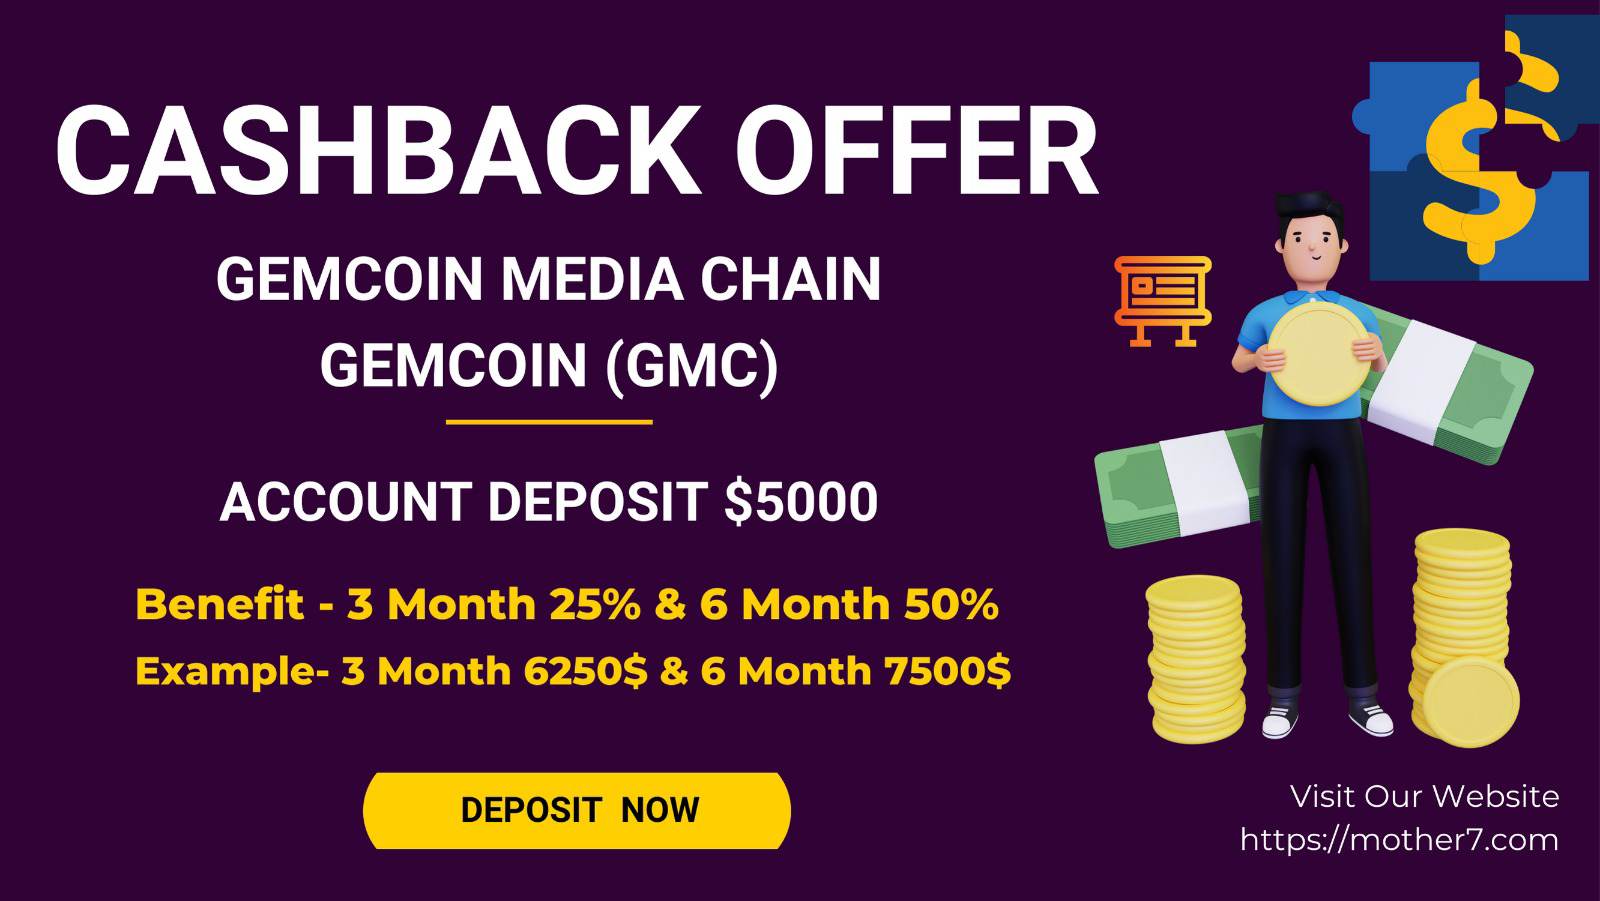 CASHBACK OFFER
GEMCOIN MEDIA CHAIN
GEMCOIN (GMC)
ACCOUNT DEPOSIT $5000
Benefit - 3 Month 25% & 6 Month 50%
Example- 3 Month 6250$ & 6 Month 7500$
DEPOSIT NOW
Visit Our Website
https://mother7.com